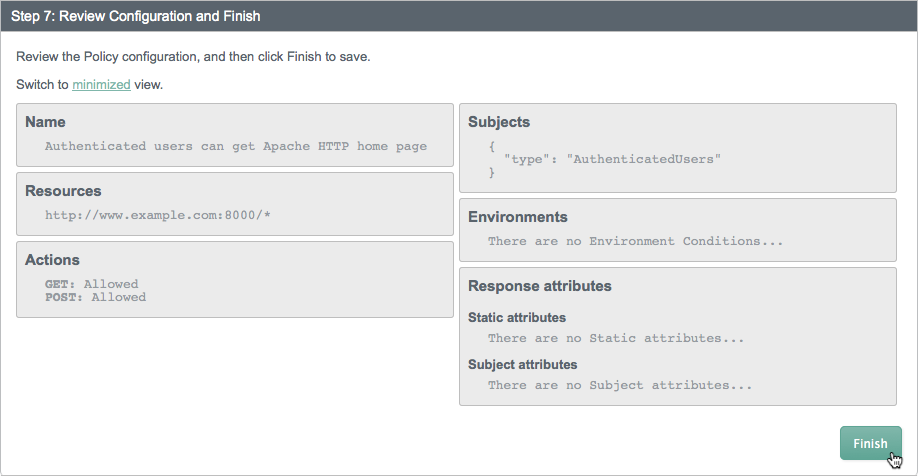 Step 7: Review Configuration and Finish
Review the Policy configuration, and then click Finish to save.
Switch to minimized view.
Name
Authenticated users can get Apache HTTP home page
Resources
http://www.example.com:8000/*
Actions
GET: Allowed
POST: Allowed
Subjects
{
"type": "AuthenticatedUsers"
}
Environments
There are no Environment Conditions...
Response attributes
Static attributes
There are no Static attributes...
Subject attributes
There are no Subject attributes...
Finish